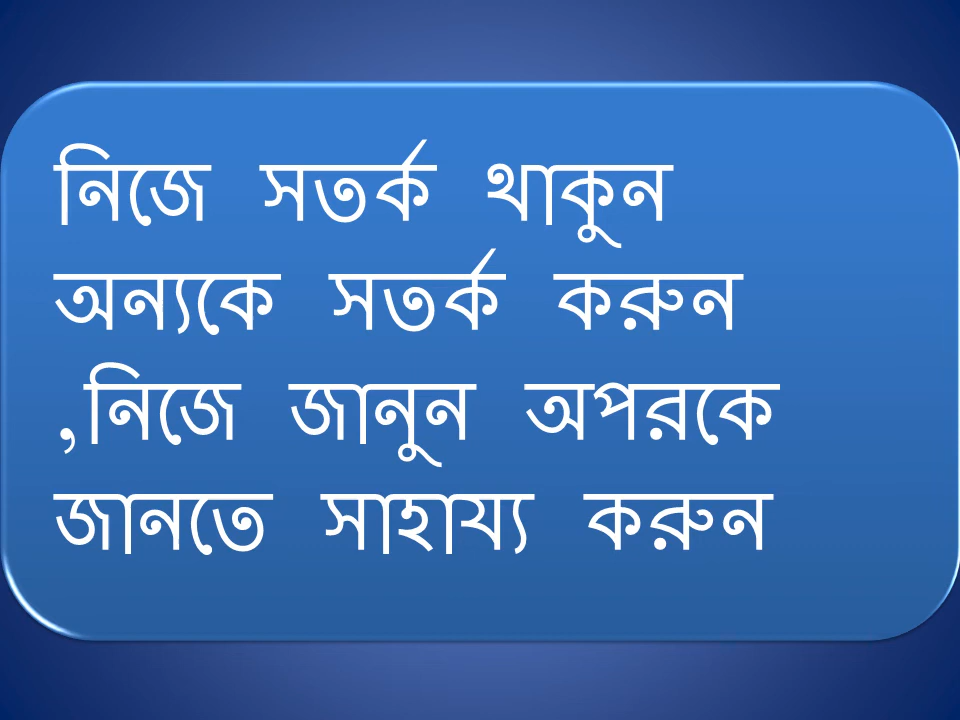 নিজে সতর্ক থাকুন
অন্যকে সতর্ক করুন
,নিজে জানুন অপরকে
জানতে সাহায্য করুন